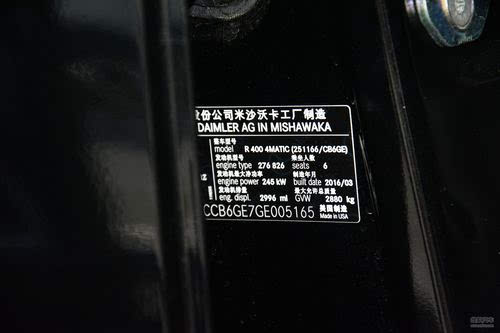 股份公司米沙沃卡工厂制造
DAIMLER AG IN MISHAWAKA
整车型号
model R 400 4MATIC (251166/CB6GE)
发动机型号 乘坐人数
engine type 276 826 seats 6
发动机最大净功率 制造年月
engine power 245 kW built date 2016/03
发动机排量 最大允许总质量
eng. displ. 2996 ml GVW 2880 kg
CCB6GE7GE005165 美国制造
Made in USA